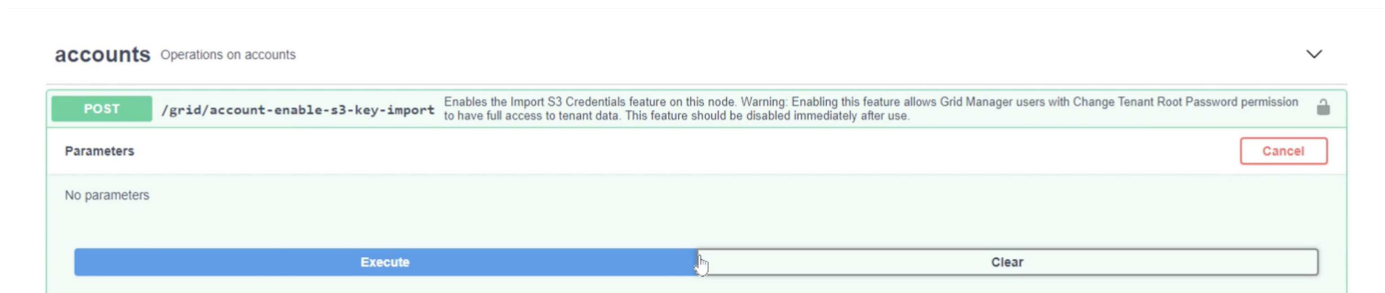 accounts Operations on accounts
POST /grid/account-enable-s3-key-import Enables the Import S3 Credentials feature on this node. Warning: Enabling this feature allows Grid Manager users with Change Tenant Root Password permission
to have full access to tenant data. This feature should be disabled immediately after use.
Parameters Cancel
No parameters
Execute Clear